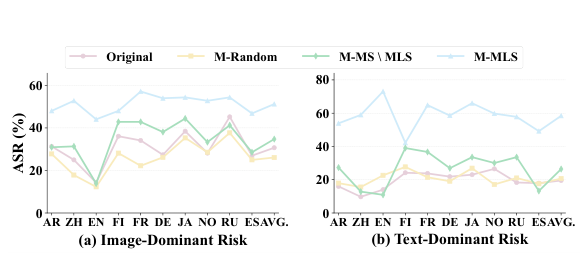 Original M-Random M-MS \ MLS M-MLS
ASR (%)
60
40
20
0
AR ZH EN FI FR DE JA NO RU ES AVG.
(a) Image-Dominant Risk
80
60
40
20
0
AR ZH EN FI FR DE JA NO RU ES AVG.
(b) Text-Dominant Risk